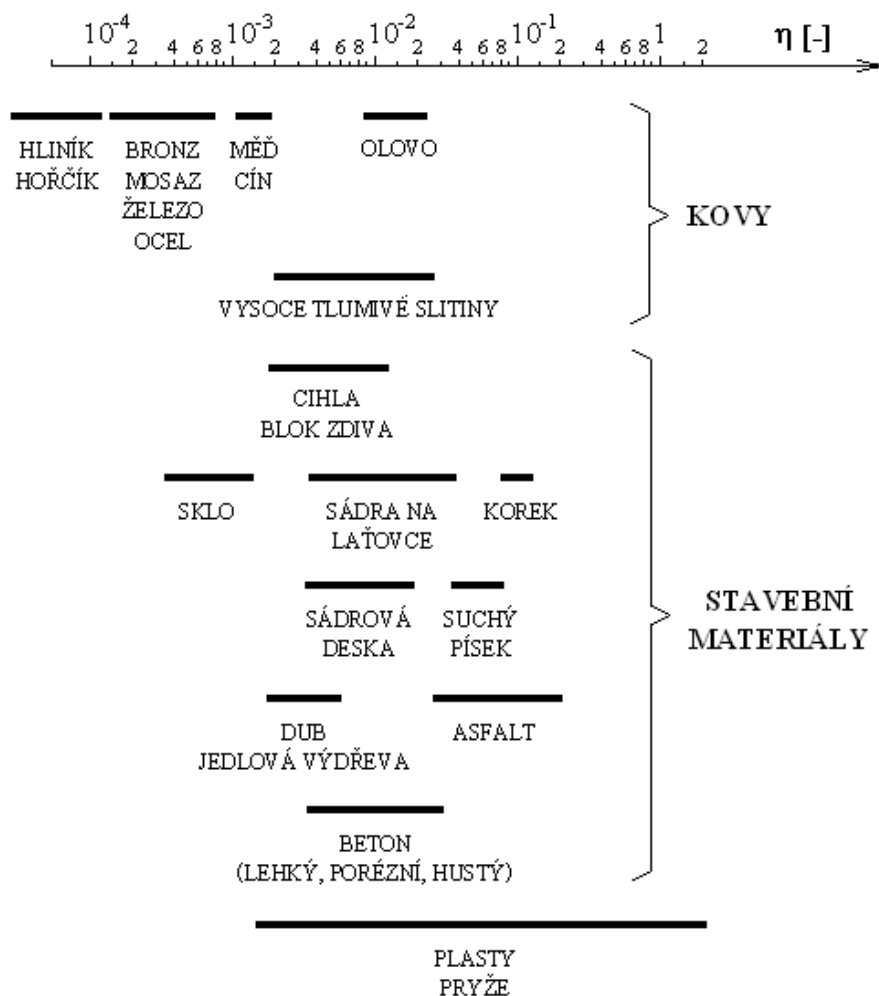 10⁻⁴ 2 4 6 8 10⁻³ 2 4 6 8 10⁻² 2 4 6 8 10⁻¹ 2 4 6 8 1 2 η [-]
HLINÍK
HOŘČÍK
BRONZ
MOSAZ
ŽELEZO
OCEL
MĚĎ
CÍN
OLOVO
KOVY
VYSOCE TLUMIVÉ SLITINY
CIHLA
BLOK ZDIVA
SKLO
SÁDRA NA
LAŤOVCE
KOREK
SÁDROVÁ
DESKA
SUCHÝ
PÍSEK
STAVEBNÍ
MATERIÁLY
DUB
JEDLOVÁ VÝDŘEVA
ASFALT
BETON
(LEHKÝ, PORÉZNÍ, HUSTÝ)
PLASTY
PRYŽE